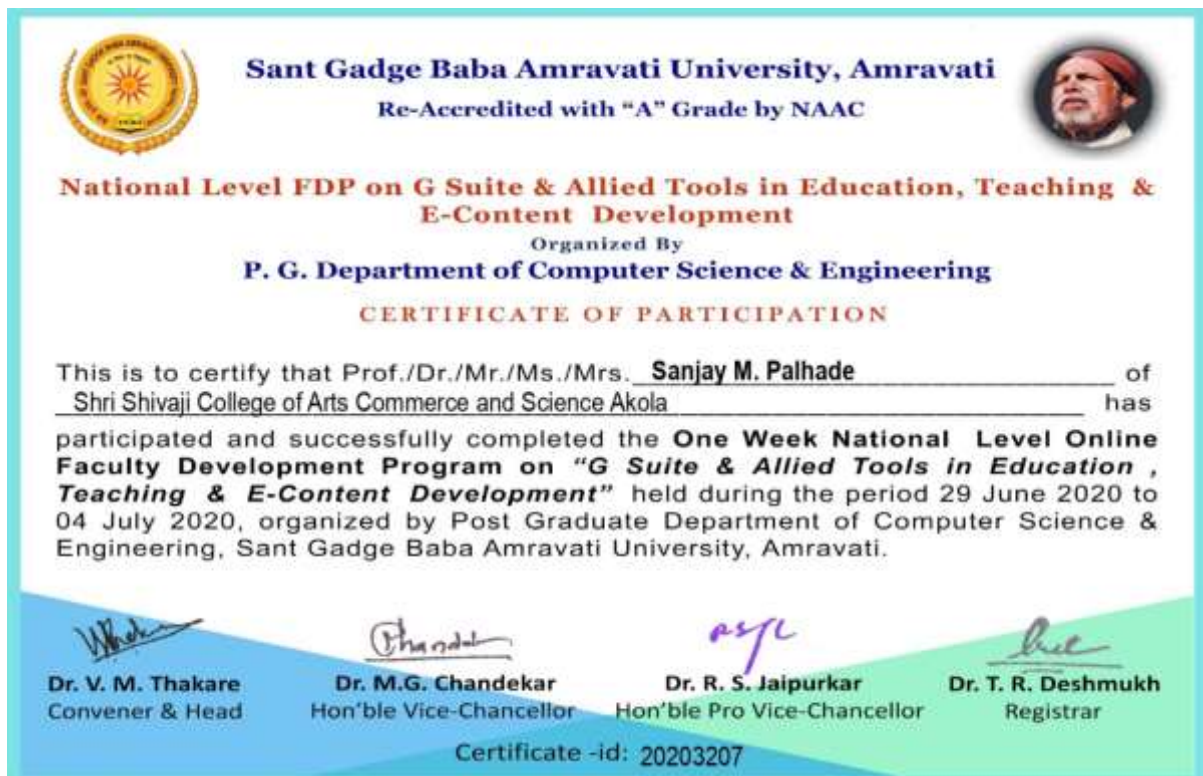 Sant Gadge Baba Amravati University, Amravati
Re-Accredited with “A” Grade by NAAC
National Level FDP on G Suite & Allied Tools in Education, Teaching &
E-Content Development
Organized By
P. G. Department of Computer Science & Engineering
CERTIFICATE OF PARTICIPATION
This is to certify that Prof./Dr./Mr./Ms./Mrs. Sanjay M. Palhade of
Shri Shivaji College of Arts Commerce and Science Akola has
participated and successfully completed the One Week National Level Online
Faculty Development Program on “G Suite & Allied Tools in Education ,
Teaching & E-Content Development” held during the period 29 June 2020 to
04 July 2020, organized by Post Graduate Department of Computer Science &
Engineering, Sant Gadge Baba Amravati University, Amravati.
Dr. V. M. Thakare
Convener & Head
Dr. M.G. Chandekar
Hon’ble Vice-Chancellor
Dr. R. S. Jaipurkar
Hon’ble Pro Vice-Chancellor
Dr. T. R. Deshmukh
Registrar
Certificate -id: 20203207